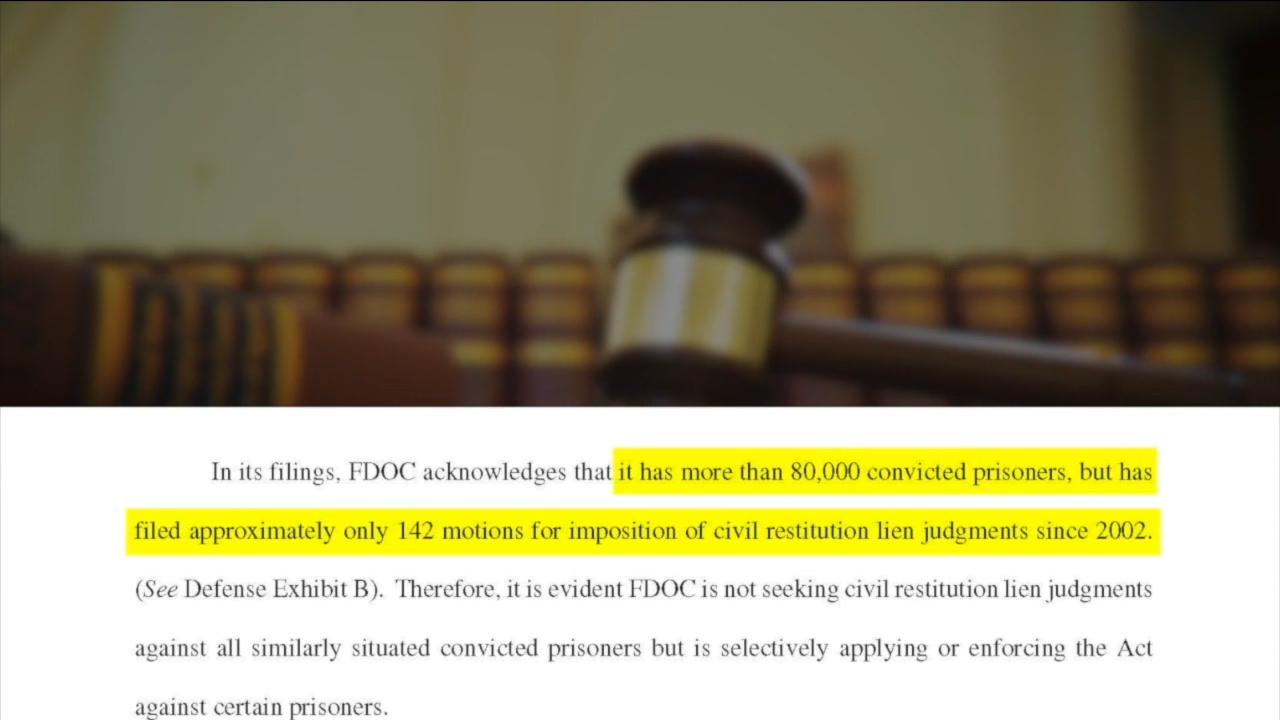 In its filings, FDOC acknowledges that it has more than 80,000 convicted prisoners, but has
filed approximately only 142 motions for imposition of civil restitution lien judgments since 2002.
(See Defense Exhibit B). Therefore, it is evident FDOC is not seeking civil restitution lien judgments
against all similarly situated convicted prisoners but is selectively applying or enforcing the Act
against certain prisoners.